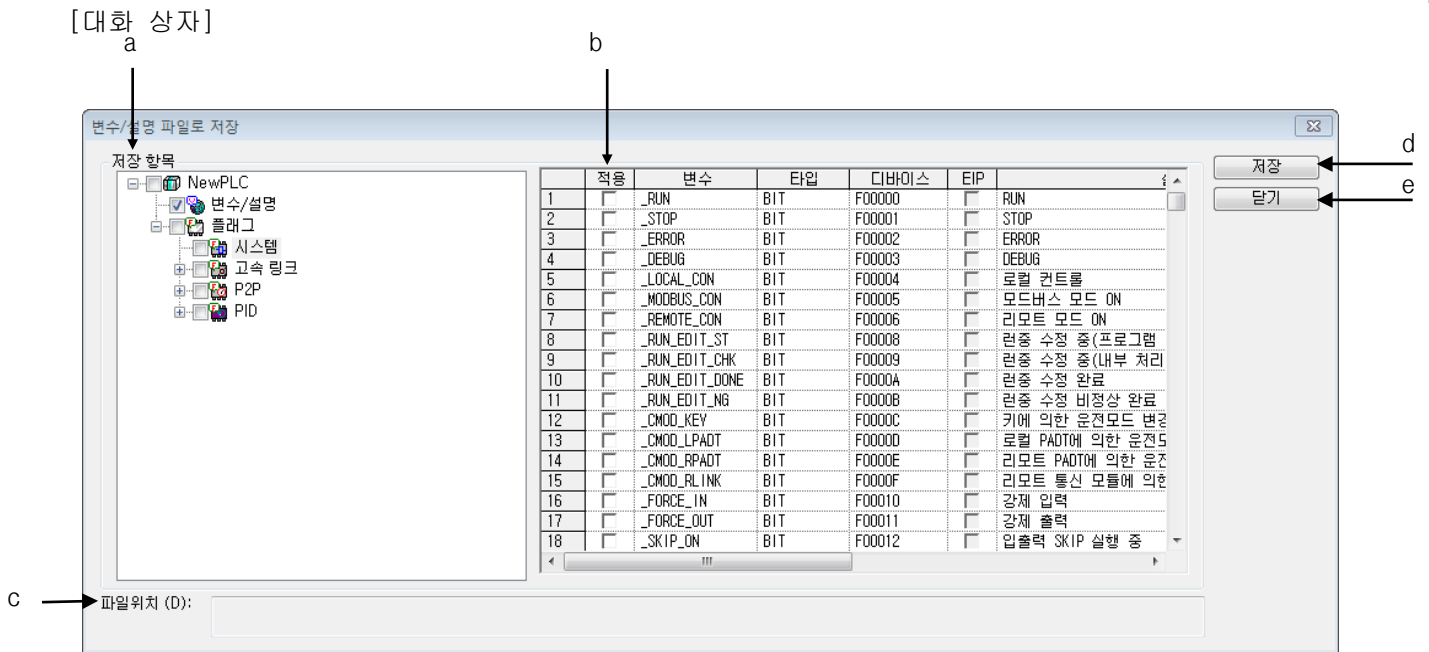 [대화 상자]
a b
변수/설명 파일로 저장
d
저장 항목 저장
e
닫기
NewPLC
변수/설명
플래그
시스템
고속 링크
P2P
PID
적용 변수 타입 디바이스 EIP
1 _RUN BIT F00000 RUN
2 _STOP BIT F00001 STOP
3 _ERROR BIT F00002 ERROR
4 _DEBUG BIT F00003 DEBUG
5 _LOCAL_CON BIT F00004 로컬 컨트롤
6 _MODBUS_CON BIT F00005 모드버스 모드 ON
7 _REMOTE_CON BIT F00006 리모트 모드 ON
8 _RUN_EDIT_ST BIT F00008 런중 수정 중(프로그램
9 _RUN_EDIT_CHK BIT F00009 런중 수정 중(내부 처리
10 _RUN_EDIT_DONE BIT F0000A 런중 수정 완료
11 _RUN_EDIT_NG BIT F0000B 런중 수정 비정상 완료
12 _CMOD_KEY BIT F0000C 키에 의한 운전모드 변경
13 _CMOD_LPADT BIT F0000D 로컬 PADT에 의한
14 _CMOD_RPADT BIT F0000E 리모트 PADT에 의한
15 _CMOD_RLINK BIT F0000F 리모트 통신 모듈에 의한
16 _FORCE_IN BIT F00010 강제 입력
17 _FORCE_OUT BIT F00011 강제 출력
18 _SKIP_ON BIT F00012 입출력 SKIP 실행 중
c 파일위치 (D):